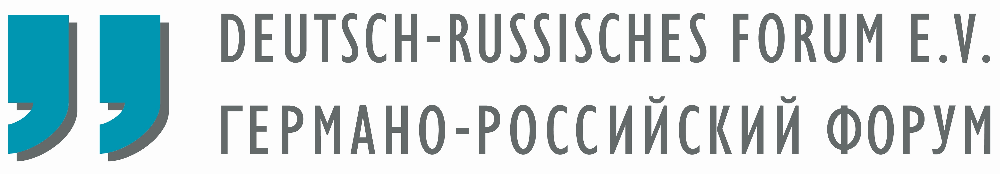 DEUTSCH-RUSSISCHES FORUM E.V.
ГЕРМАНО-РОССИЙСКИЙ ФОРУМ